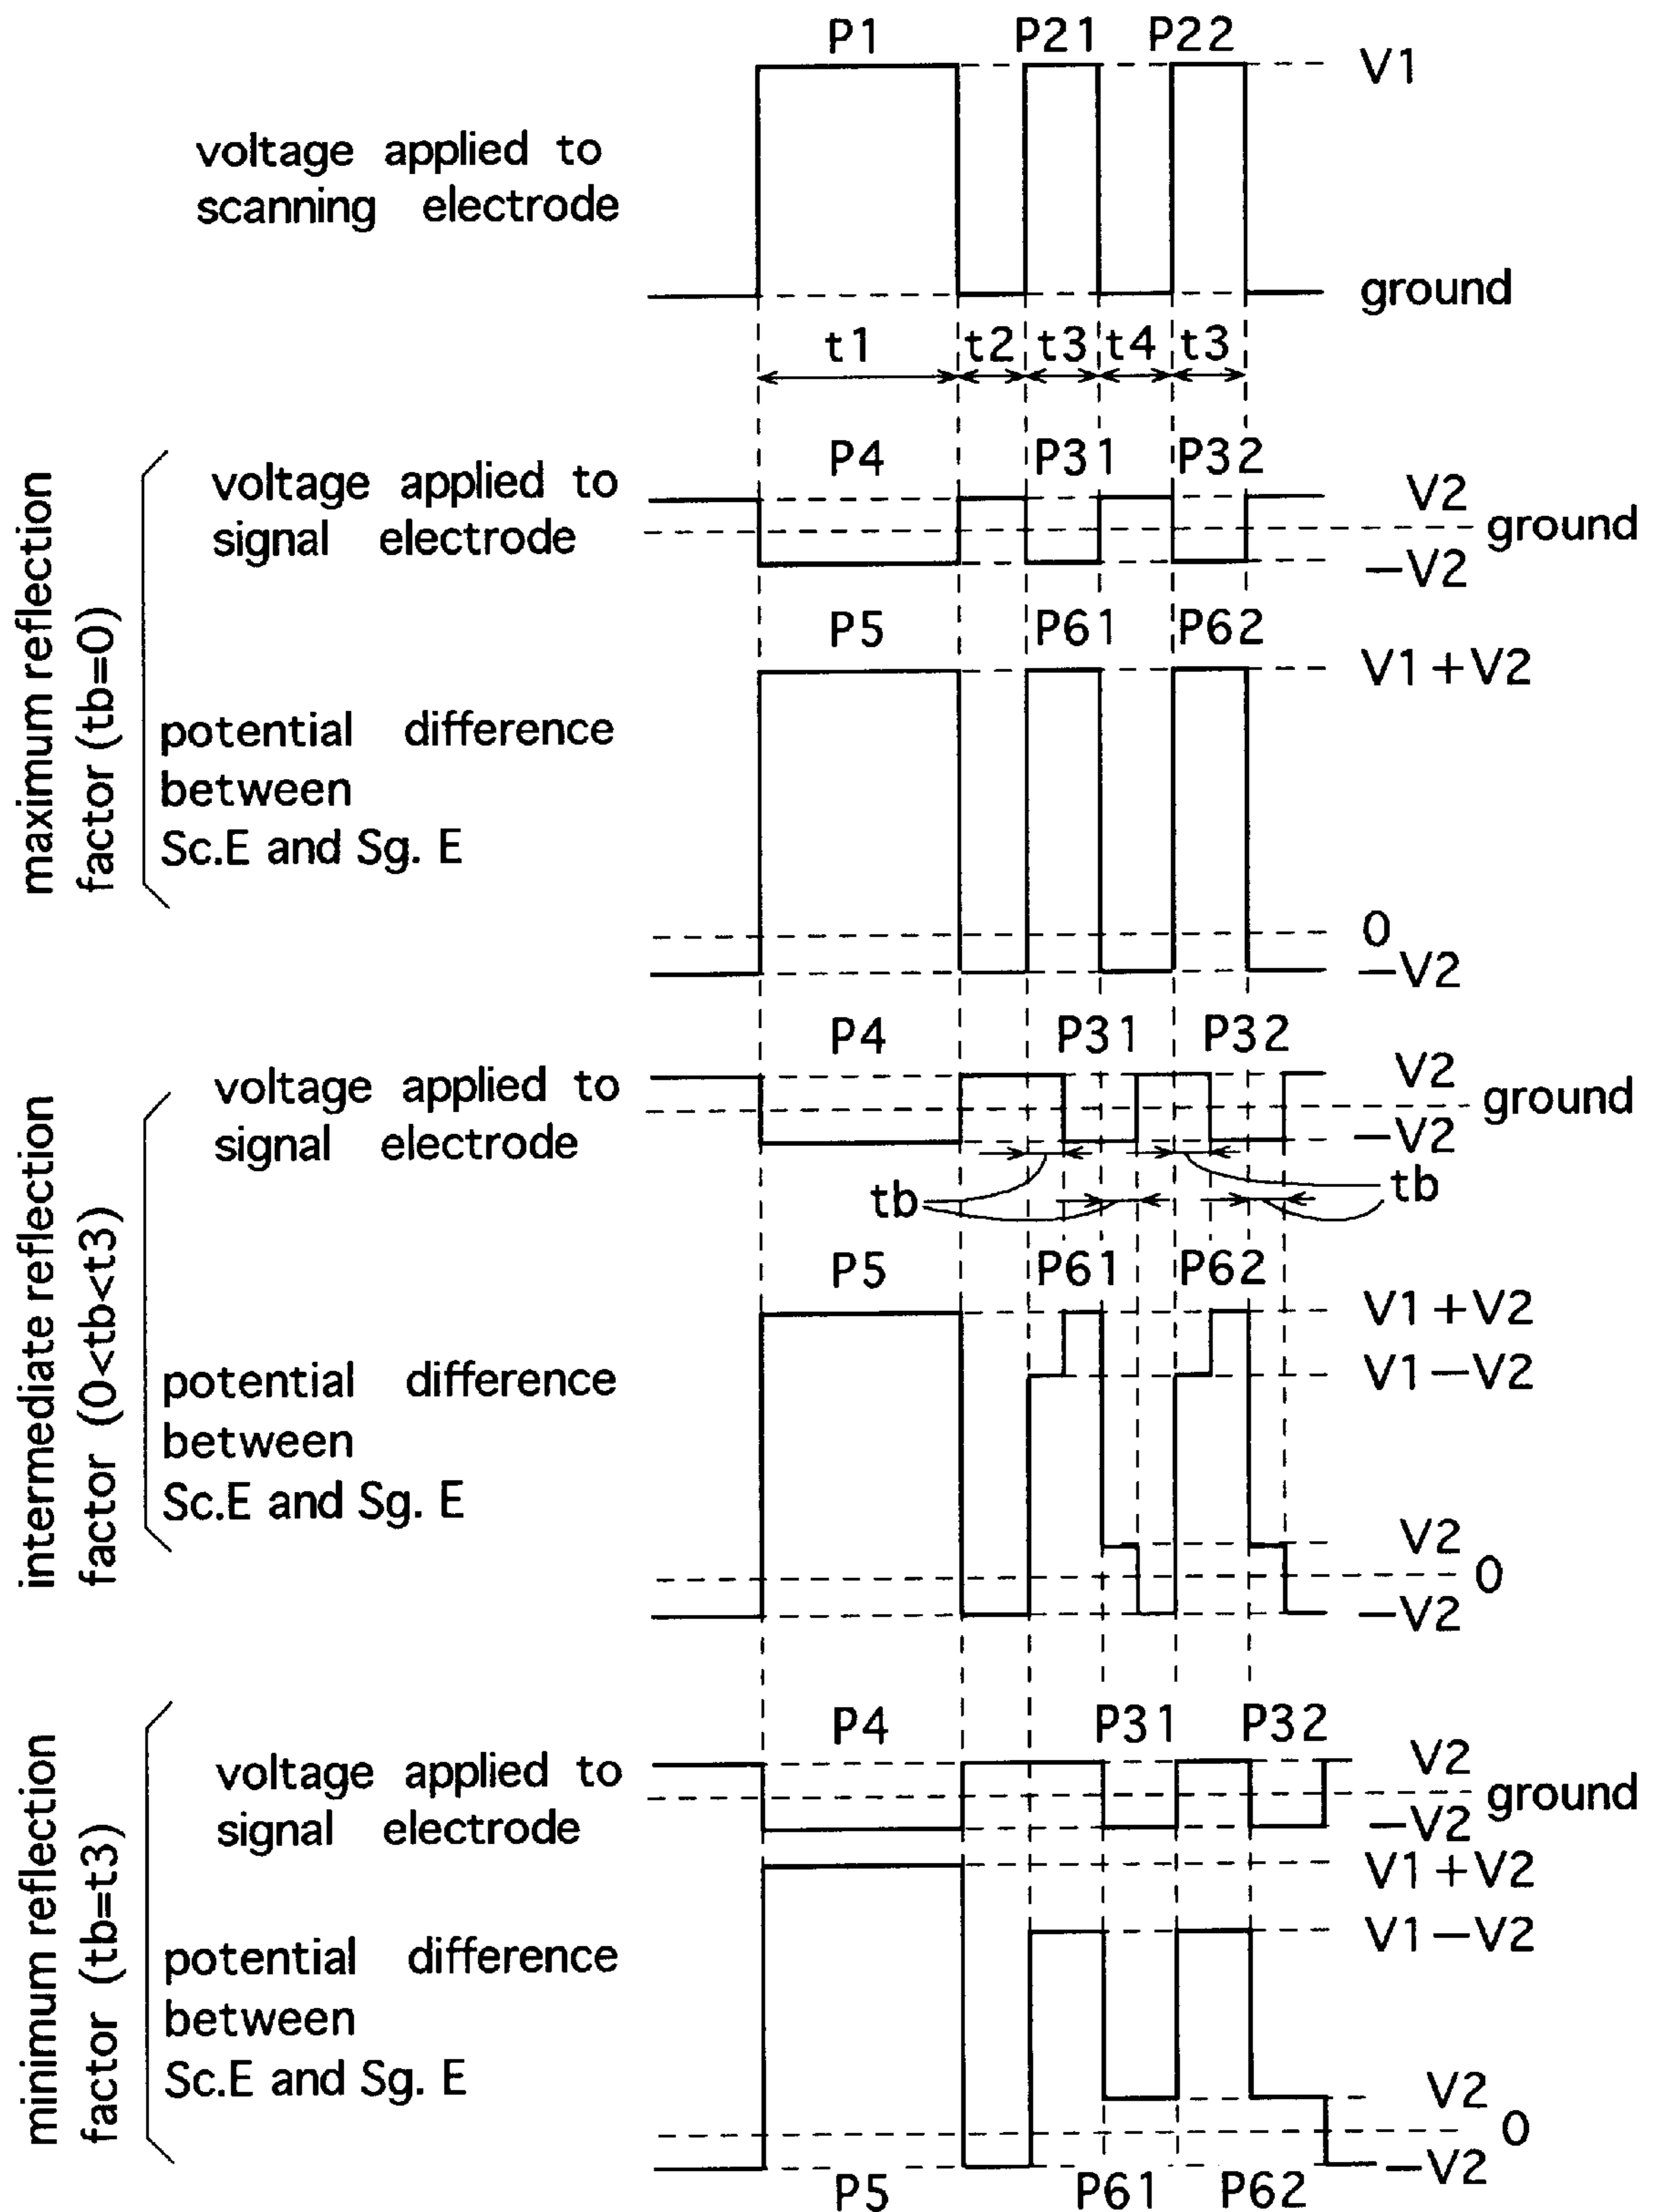 P1 P21 P22
V1
voltage applied to
scanning electrode
ground
t1 t2 t3 t4 t3
maximum reflection
factor (tb=0)
P4 P31 P32
voltage applied to
signal electrode
V2
ground
−V2
P5 P61 P62
V1+V2
potential difference
between
Sc.E and Sg. E
0
−V2
intermediate reflection
factor (0<tb<t3)
P4 P31 P32
voltage applied to
signal electrode
V2
ground
−V2
tb tb
P5 P61 P62
V1+V2
V1−V2
potential difference
between
Sc.E and Sg. E
V2
0
−V2
minimum reflection
factor (tb=t3)
P4 P31 P32
voltage applied to
signal electrode
V2
ground
−V2
V1+V2
V1−V2
potential difference
between
Sc.E and Sg. E
V2
0
−V2
P5 P61 P62